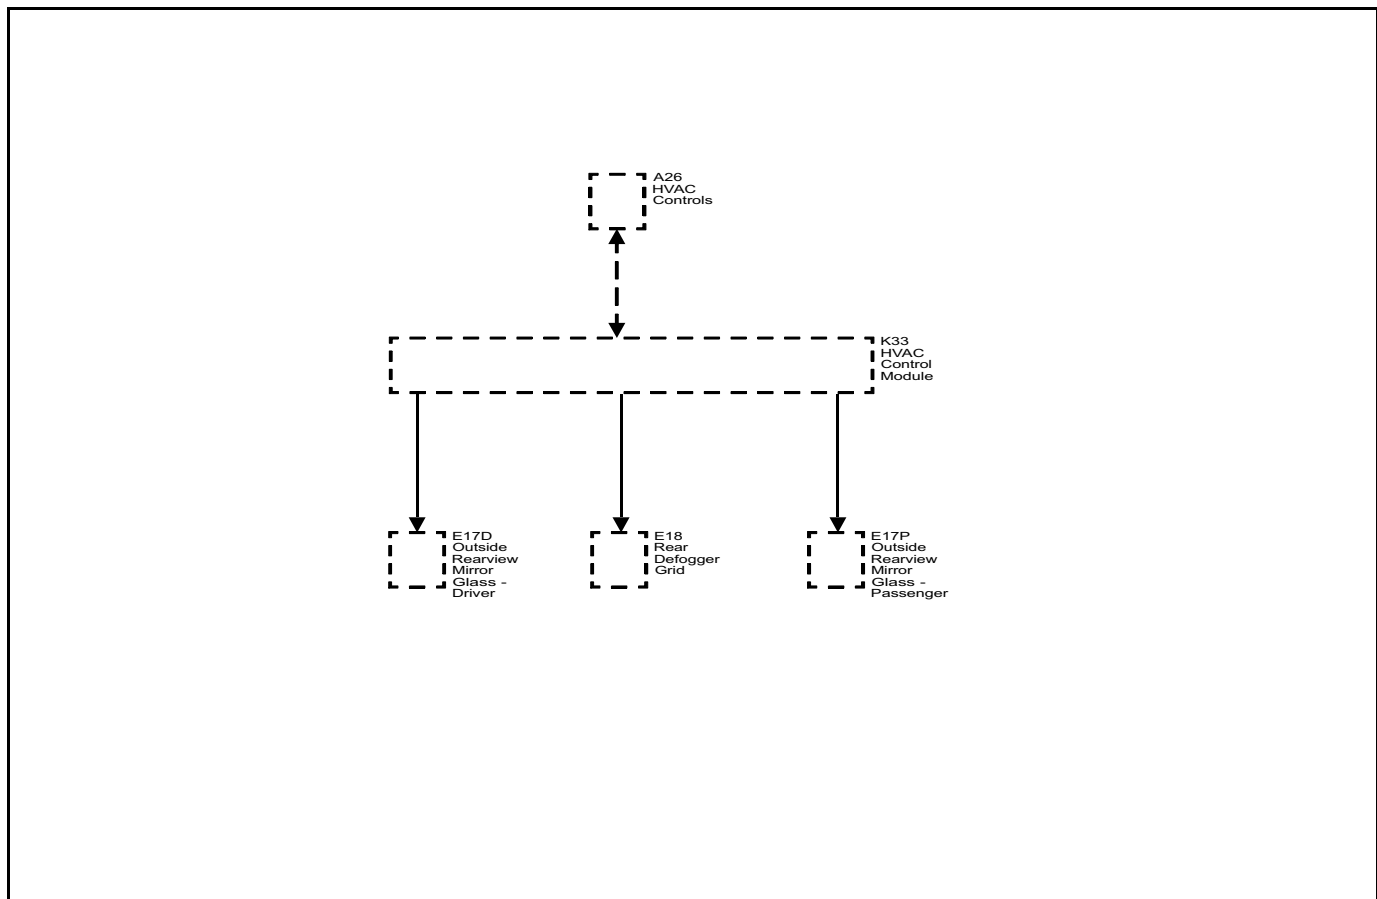 A26
HVAC
Controls
K33
HVAC
Control
Module
E17D
Outside
Rearview
Mirror
Glass -
Driver
E18
Rear
Defogger
Grid
E17P
Outside
Rearview
Mirror
Glass -
Passenger